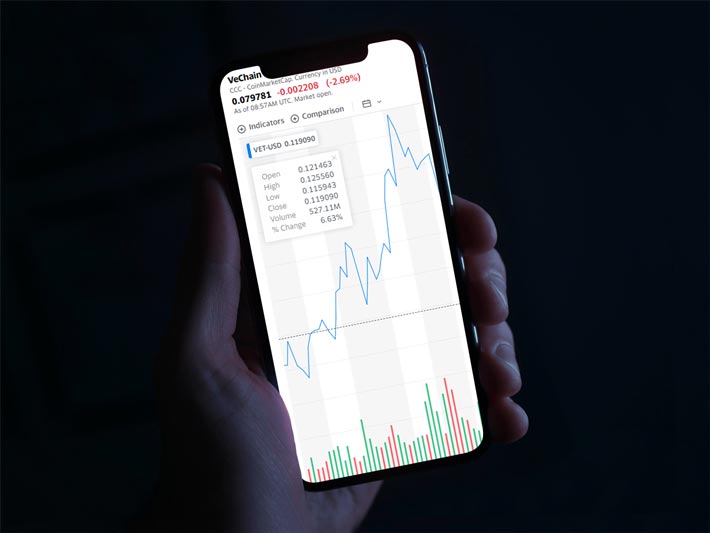 VeChain
CCC - CoinMarketCap. Currency in USD
0.079781 -0.002208 (-2.69%)
As of 08:57AM UTC. Market open.
Indicators Comparison
VET-USD 0.119090
Open 0.121463
High 0.125560
Low 0.115943
Close 0.119090
Volume 527.11M
% Change 6.63%